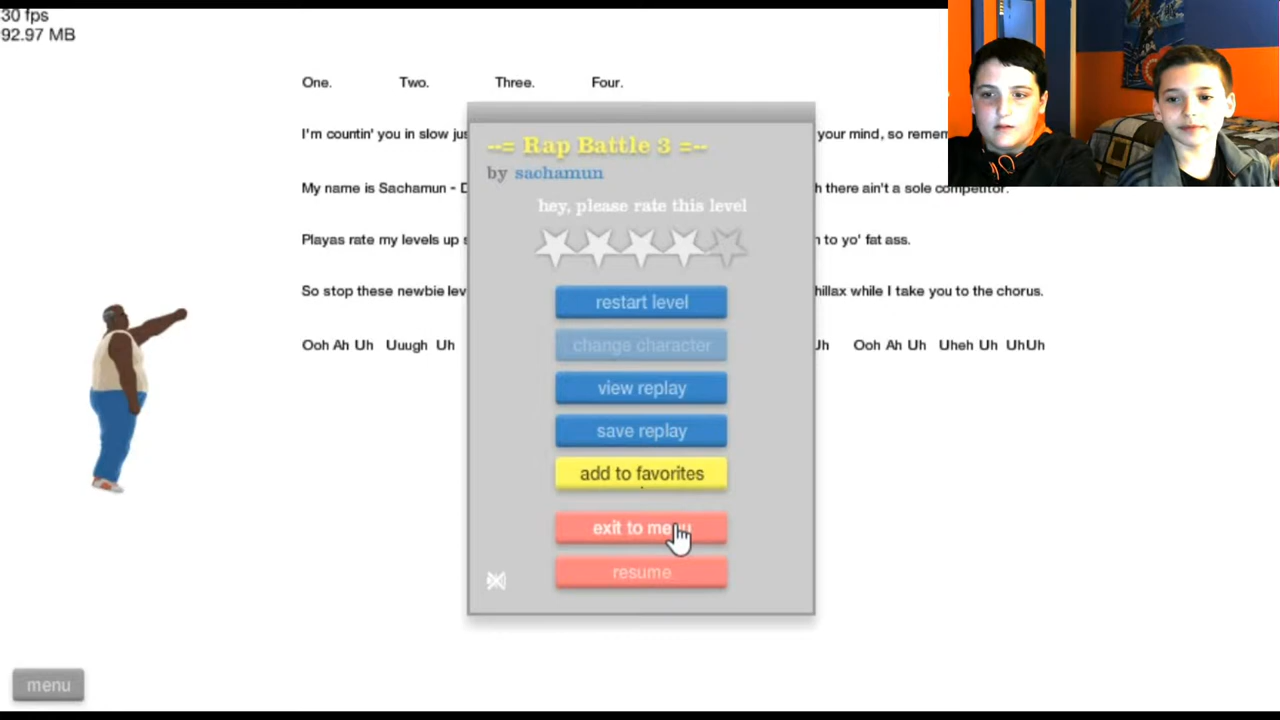 30 fps
92.97 MB
One. Two. Three. Four.
I'm countin' you in slow jus your mind, so remem
My name is Sachamun - D h there ain't a sole competitor.
Playas rate my levels up s n to yo' fat ass.
So stop these newbie lev hillax while I take you to the chorus.
Ooh Ah Uh Uuugh Uh Uh Ooh Ah Uh Uheh Uh UhUh
--= Rap Battle 3 =--
by sachamun
hey, please rate this level
restart level
change character
view replay
save replay
add to favorites
exit to menu
resume
menu